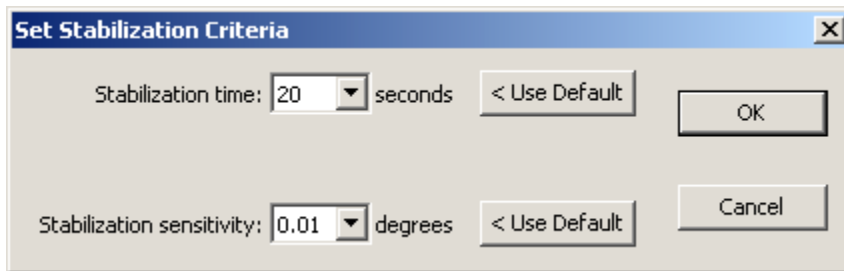 Set Stabilization Criteria
Stabilization time: 20 seconds < Use Default
OK
Stabilization sensitivity: 0.01 degrees < Use Default
Cancel